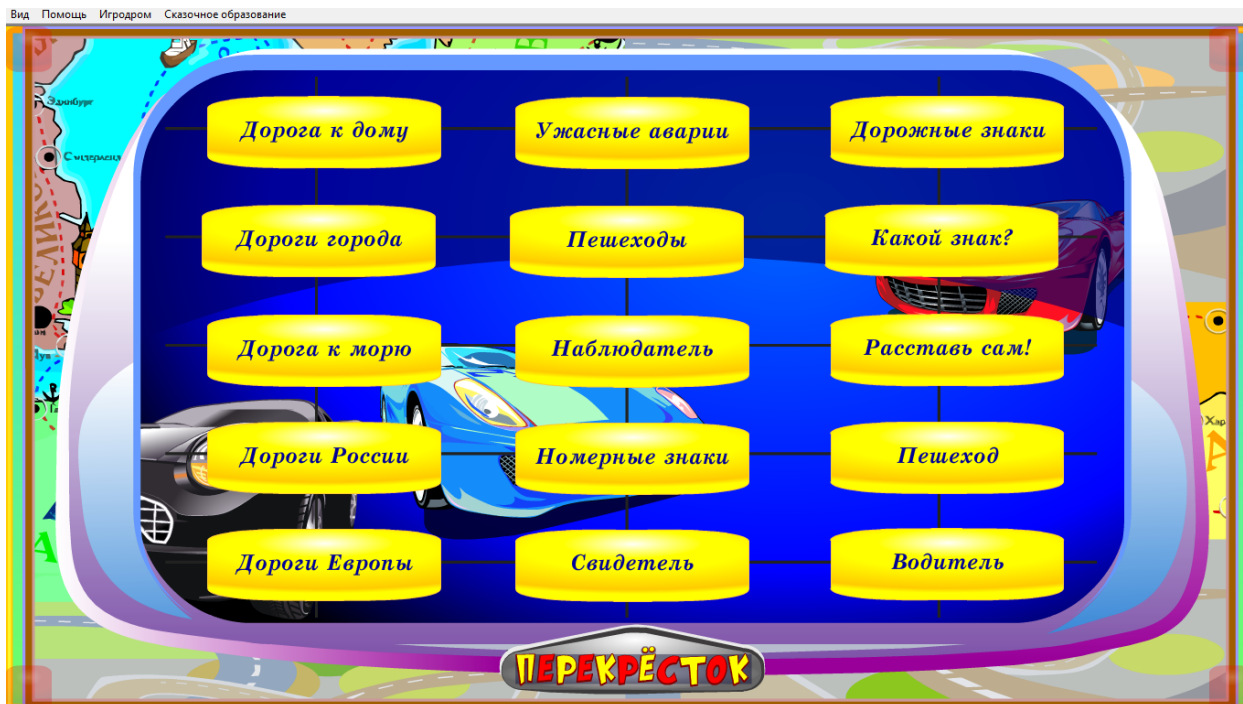 Вид Помощь Игродром Сказочное образование
Эдинбург
Дорога к дому Ужасные аварии Дорожные знаки
Дороги города Пешеходы Какой знак?
Дорога к морю Наблюдатель Расставь сам!
Дороги России Номерные знаки Пешеход
Дороги Европы Свидетель Водитель
ПЕРЕКРЁСТОК